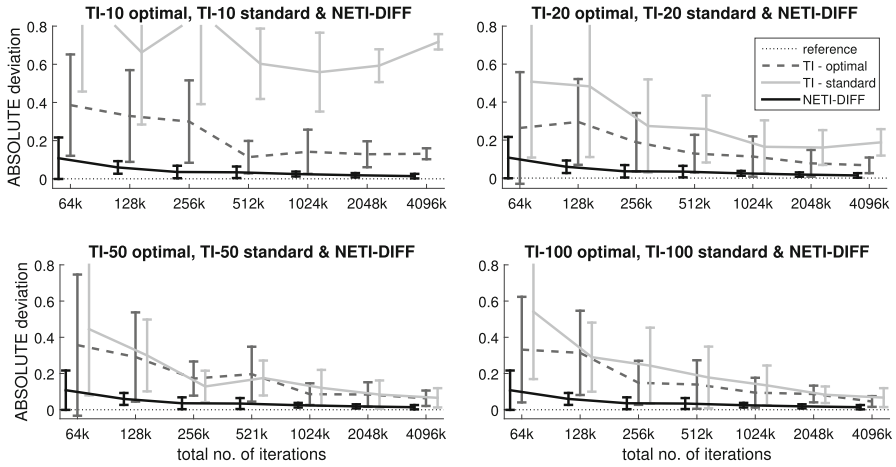 TI-10 optimal, TI-10 standard & NETI-DIFF
ABSOLUTE deviation
0.8
0.6
0.4
0.2
0
64k 128k 256k 512k 1024k 2048k 4096k
TI-20 optimal, TI-20 standard & NETI-DIFF
0.8
0.6
0.4
0.2
0
reference
TI - optimal
TI - standard
NETI-DIFF
64k 128k 256k 512k 1024k 2048k 4096k
TI-50 optimal, TI-50 standard & NETI-DIFF
ABSOLUTE deviation
0.8
0.6
0.4
0.2
0
64k 128k 256k 521k 1024k 2048k 4096k
total no. of iterations
TI-100 optimal, TI-100 standard & NETI-DIFF
0.8
0.6
0.4
0.2
0
64k 128k 256k 512k 1024k 2048k 4096k
total no. of iterations